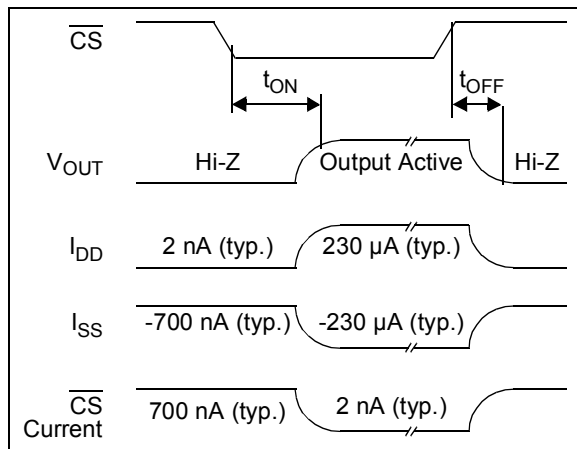 CS
tON
tOFF
VOUT
Hi-Z
Output Active
Hi-Z
IDD
2 nA (typ.)
230 µA (typ.)
ISS
-700 nA (typ.)
-230 µA (typ.)
CS
Current
700 nA (typ.)
2 nA (typ.)